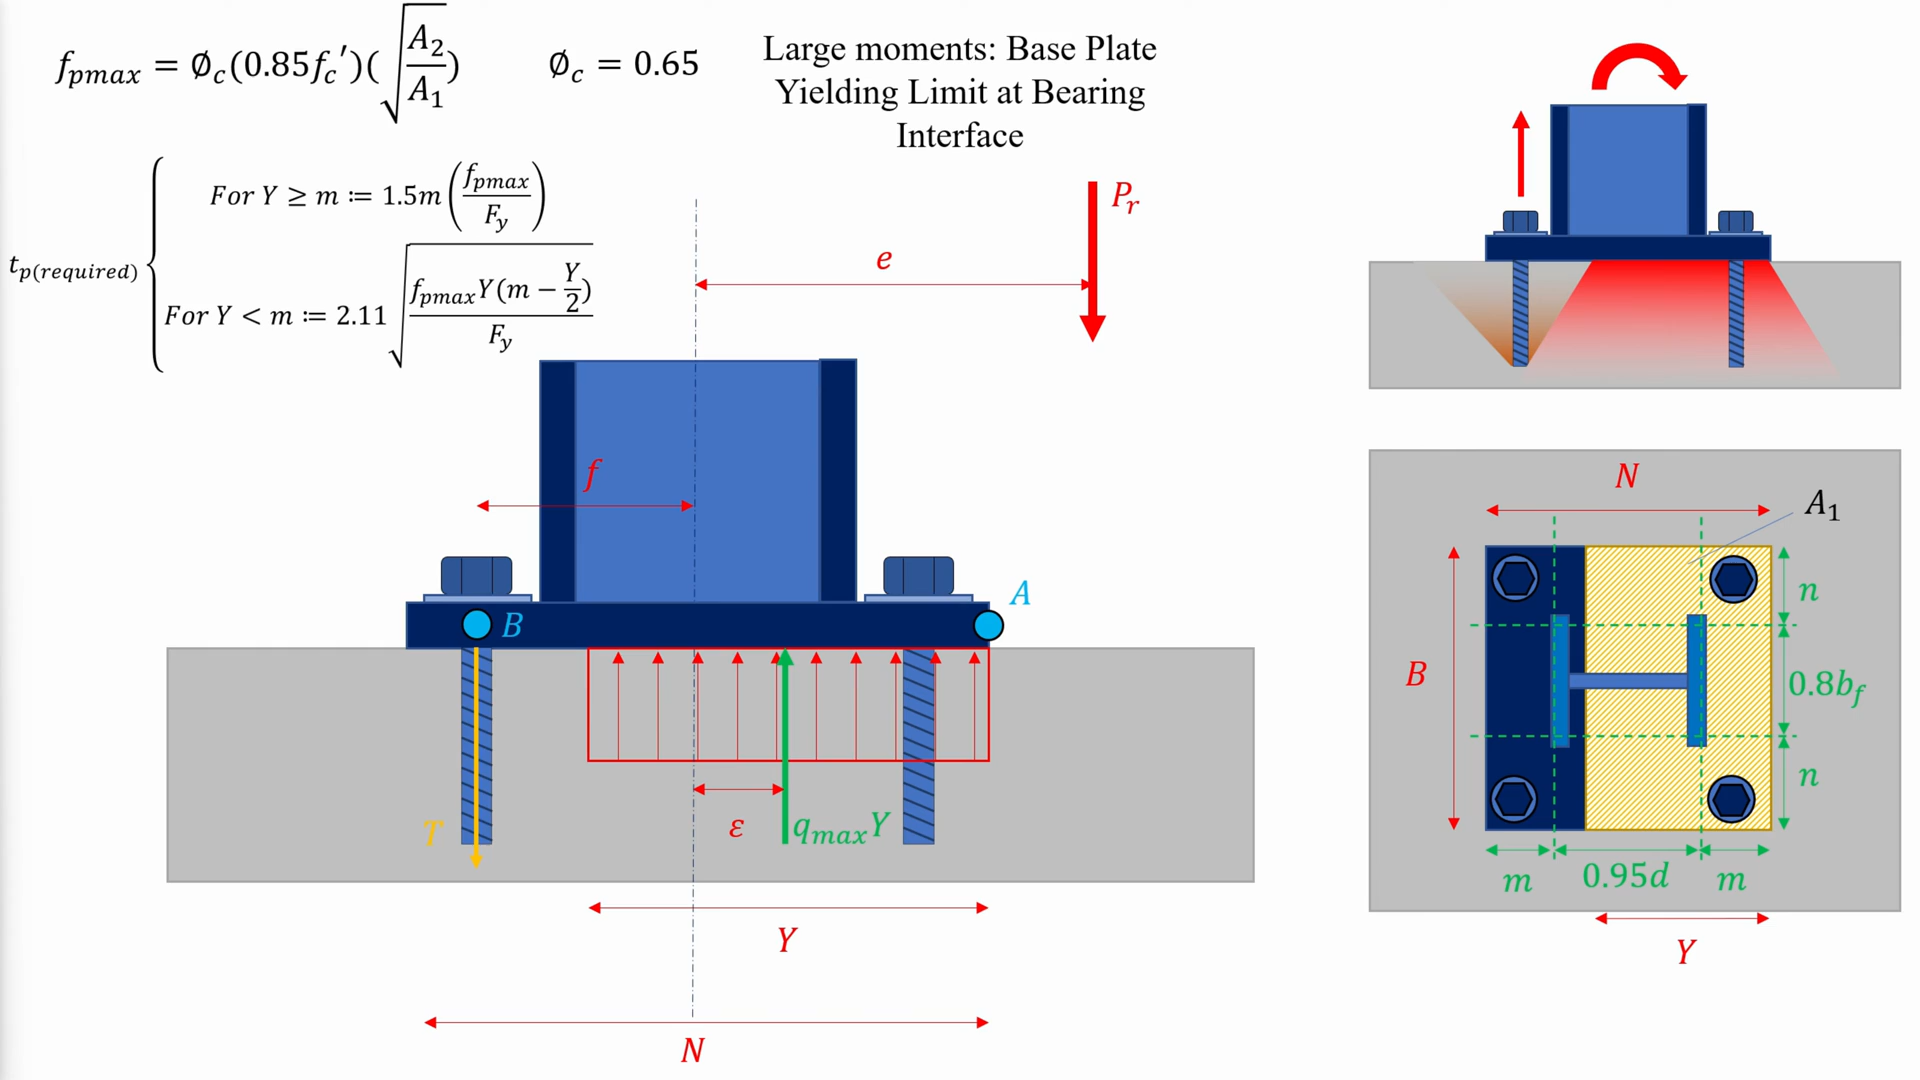 f_pmax = ∅_c(0.85f_c′)(√(A_2/A_1))
∅_c = 0.65
Large moments: Base Plate
Yielding Limit at Bearing
Interface
t_p(required) {
For Y ≥ m ≔ 1.5m (f_pmax/F_y)
For Y < m ≔ 2.11 √(f_pmax Y(m − Y/2)/F_y)
P_r
e
f
B
A
T
ε
q_max Y
Y
N
N
A_1
B
n
0.8b_f
n
m
0.95d
m
Y